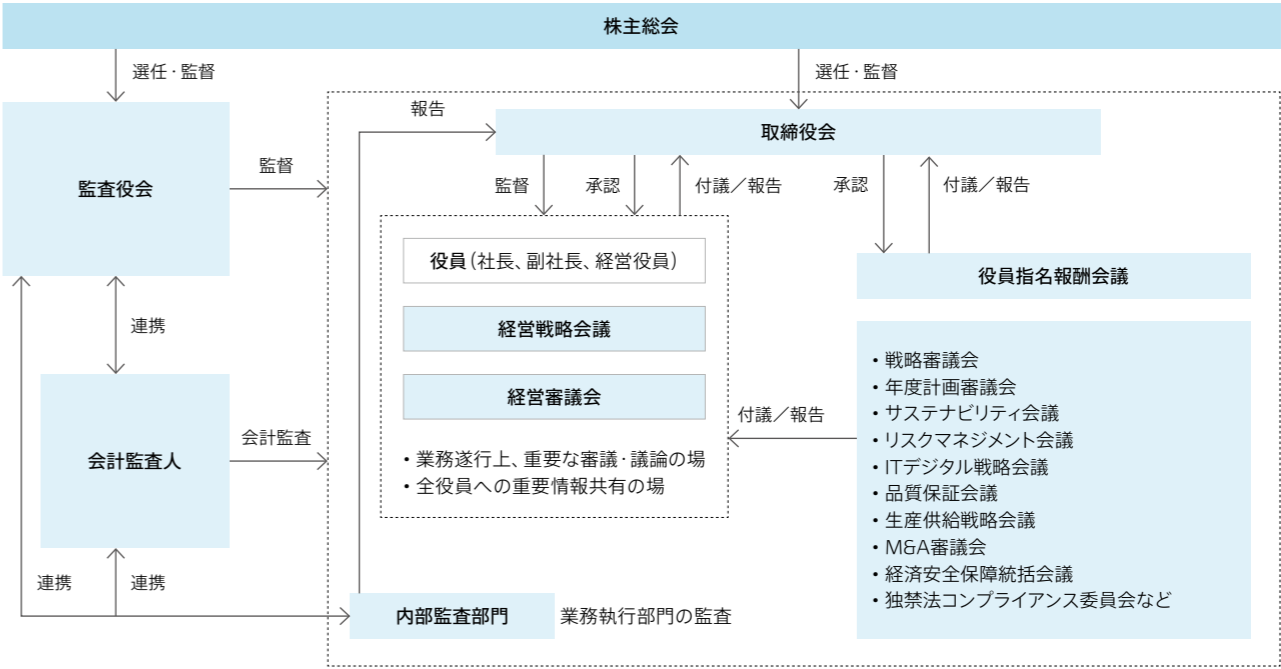 株主総会
選任・監督
選任・監督
報告
取締役会
監査役会
監督
監督
承認
付議／報告
承認
付議／報告
役員（社長、副社長、経営役員）
役員指名報酬会議
経営戦略会議
連携
経営審議会
・戦略審議会
・年度計画審議会
・サステナビリティ会議
・リスクマネジメント会議
・ITデジタル戦略会議
・品質保証会議
・生産供給戦略会議
・M&A審議会
・経済安全保障統括会議
・独禁法コンプライアンス委員会など
付議／報告
会計監査人
会計監査
・業務遂行上、重要な審議・議論の場
・全役員への重要情報共有の場
連携
連携
内部監査部門
業務執行部門の監査